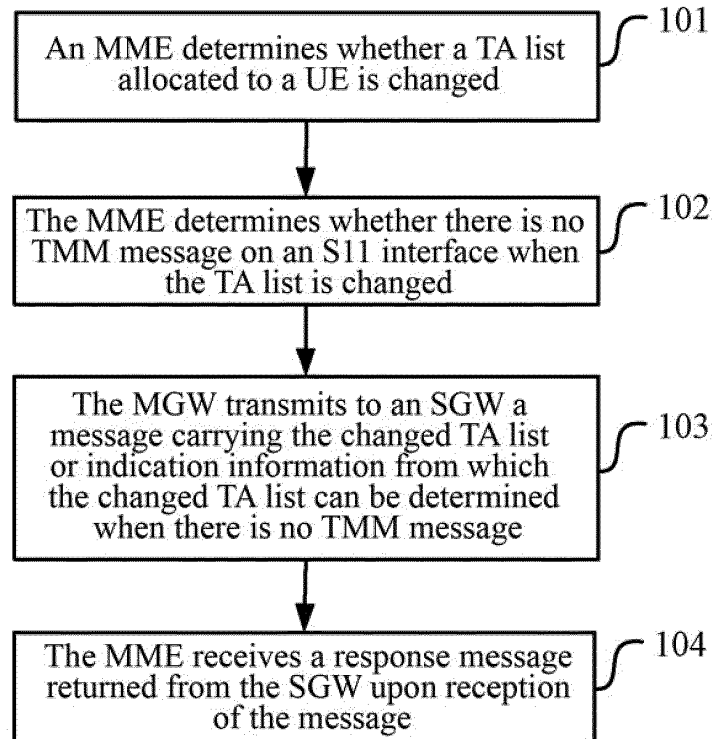 An MME determines whether a TA list
allocated to a UE is changed
101
The MME determines whether there is no
TMM message on an S11 interface when
the TA list is changed
102
The MGW transmits to an SGW a
message carrying the changed TA list
or indication information from which
the changed TA list can be determined
when there is no TMM message
103
The MME receives a response message
returned from the SGW upon reception
of the message
104